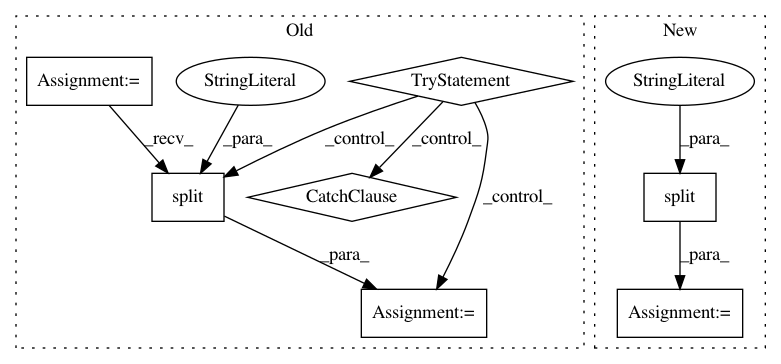 Old
New
Assignment:=
StringLiteral
TryStatement
StringLiteral
_recv_
_para_
_control_
_control_
_para_
split
CatchClause
_control_
split
_para_
_para_
Assignment:=
Assignment:=